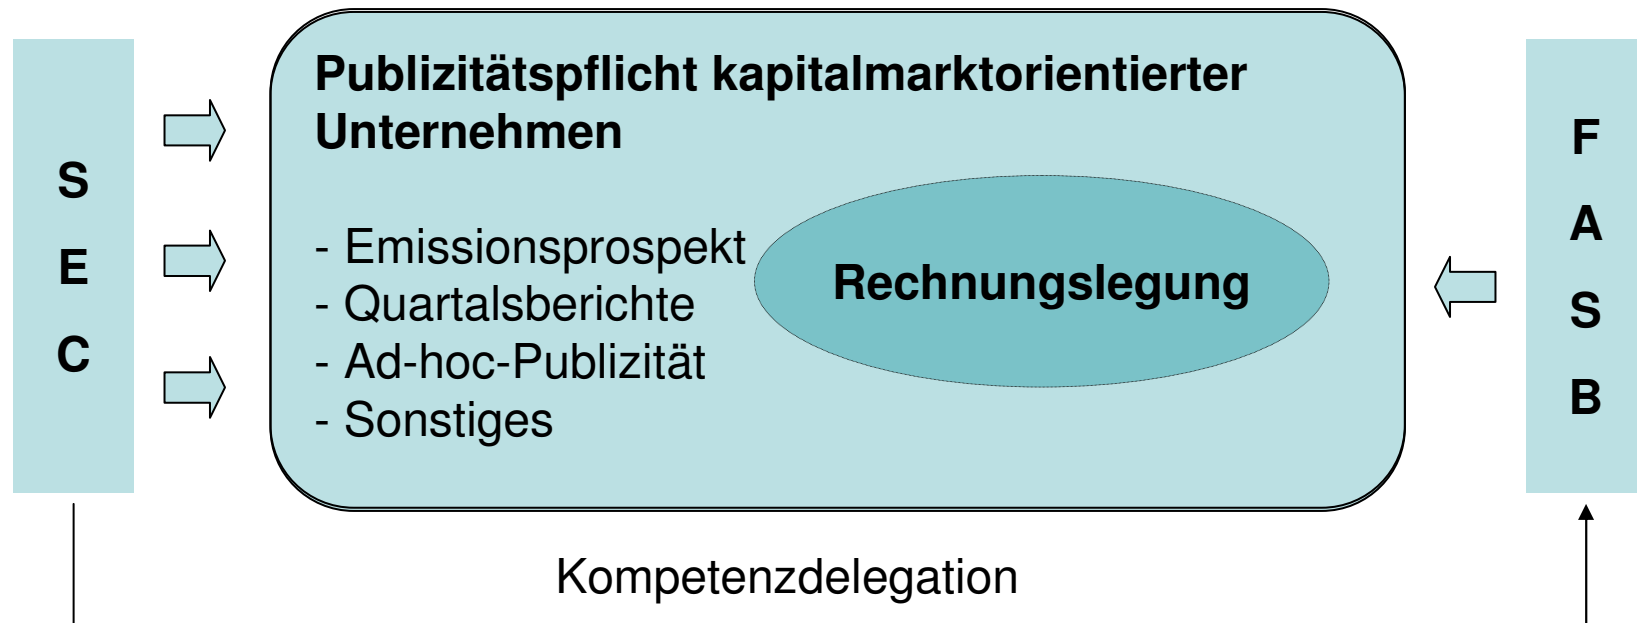 S
E
C
Publizitätspflicht kapitalmarktorientierter
Unternehmen
- Emissionsprospekt
- Quartalsberichte
- Ad-hoc-Publizität
- Sonstiges
Rechnungslegung
F
A
S
B
Kompetenzdelegation